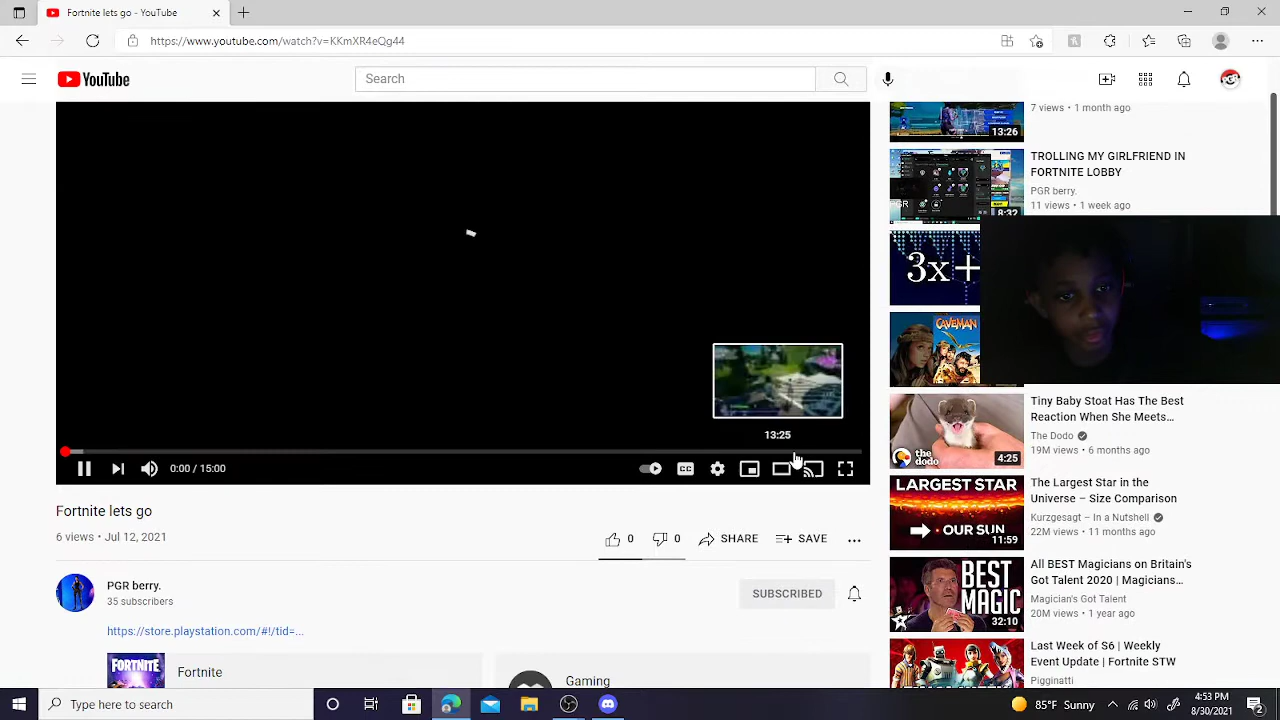 Fortnite lets go - YouTube
https://www.youtube.com/watch?v=KKmXR4eQg44
YouTube
Search
PGR
13:26
7 views • 1 month ago
8:32
TROLLING MY GIRLFRIEND IN
FORTNITE LOBBY
PGR berry.
11 views • 1 week ago
3x+
CAVEMAN
the dodo
4:25
Tiny Baby Stoat Has The Best
Reaction When She Meets...
The Dodo
19M views • 6 months ago
13:25
0:00 / 15:00
CC
LARGEST STAR
OUR SUN
11:59
The Largest Star in the
Universe – Size Comparison
Kurzgesagt – In a Nutshell
22M views • 11 months ago
Fortnite lets go
6 views • Jul 12, 2021
0
0
SHARE
SAVE
BEST
MAGIC
32:10
All BEST Magicians on Britain's
Got Talent 2020 | Magicians...
Magician's Got Talent
20M views • 1 year ago
PGR berry.
35 subscribers
SUBSCRIBED
https://store.playstation.com/#!/tid=...
FORTNITE
Fortnite
Gaming
Last Week of S6 | Weekly
Event Update | Fortnite STW
Pigginatti
Type here to search
85°F Sunny
4:53 PM
8/30/2021
2